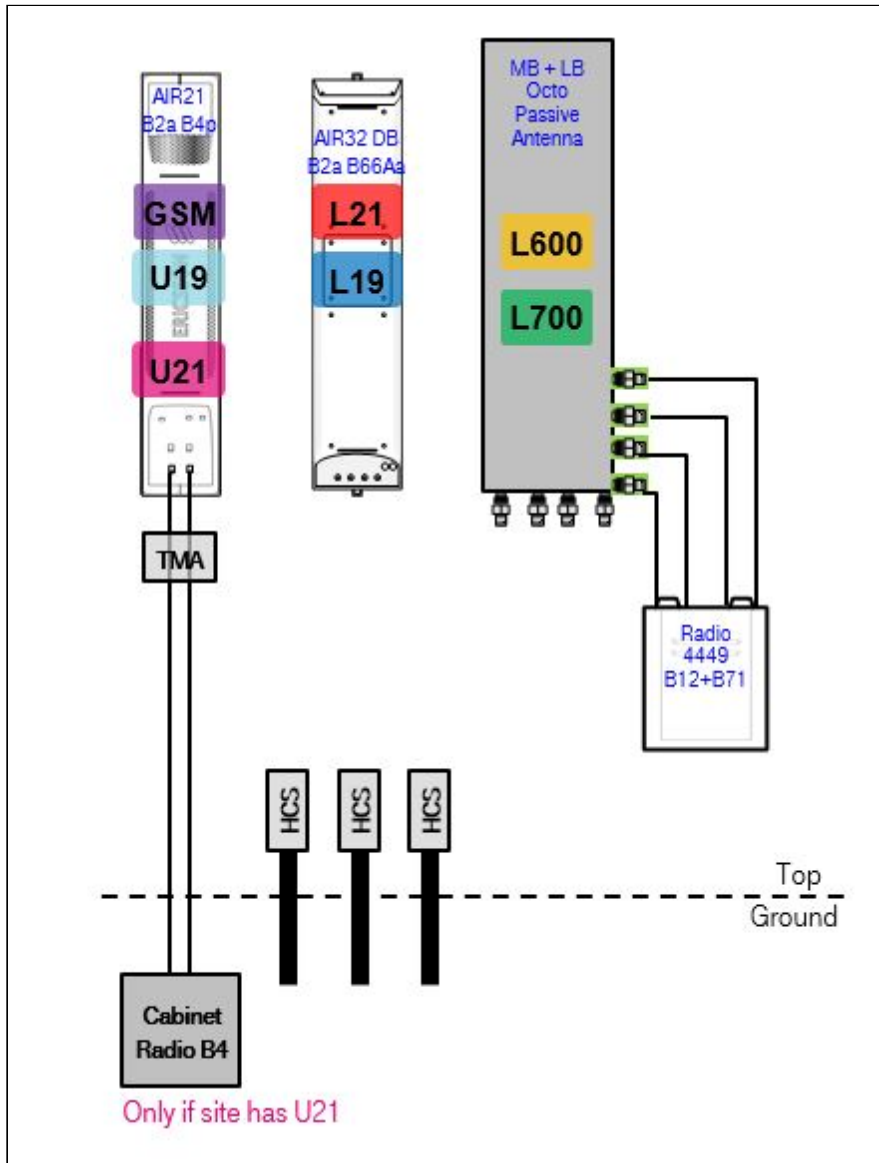 AIR21
B2a B4p
GSM
U19
ERICS
U21
TMA
AIR32 DB
B2a B66Aa
L21
L19
MB + LB
Octo
Passive
Antenna
L600
L700
Radio
4449
B12+B71
HCS
HCS
HCS
Top
Ground
Cabinet
Radio B4
Only if site has U21